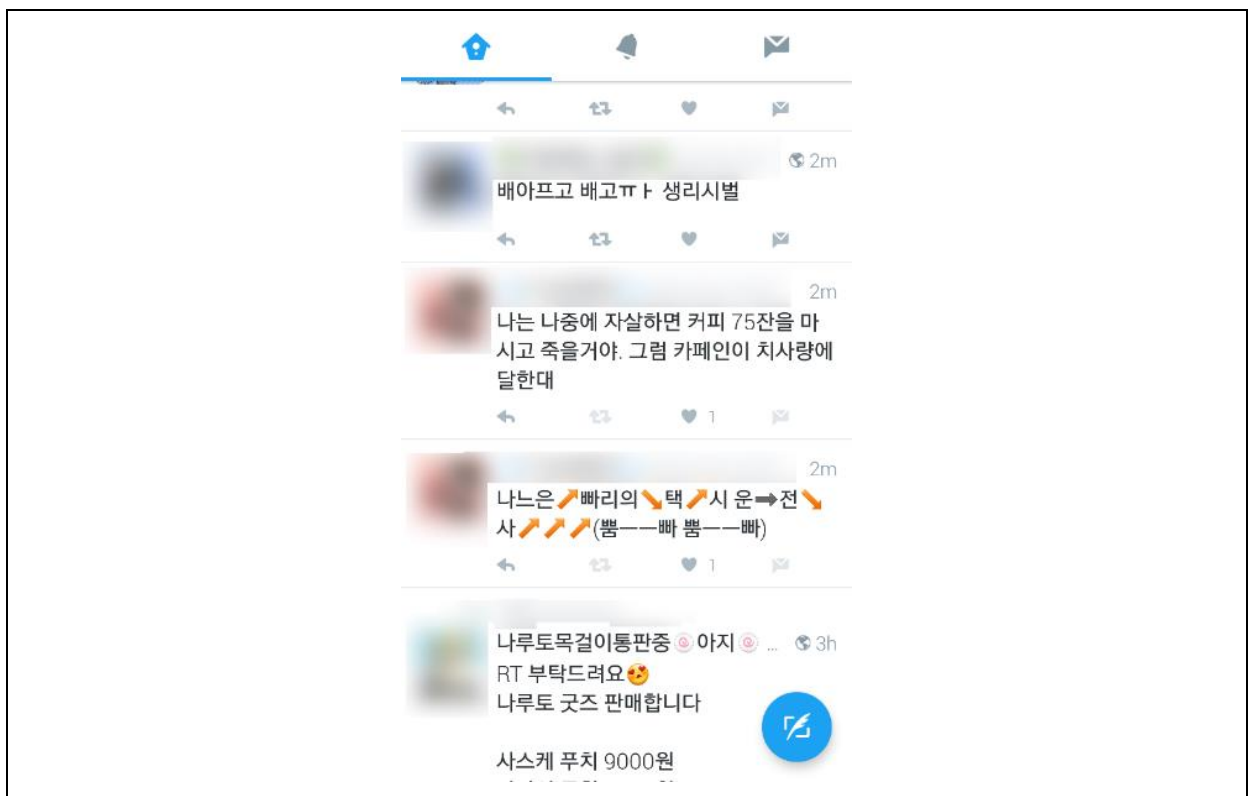 2m
배아프고 배고ㅠㅏ 생리시벌
2m
나는 나중에 자살하면 커피 75잔을 마
시고 죽을거야. 그럼 카페인이 치사량에
달한대
1
2m
나느은↗빠리의↘택↗시 운➡전↘
사↗↗↗(뿜ㅡㅡ빠 뿜ㅡㅡ빠)
1
나루토목걸이통판중🍥아지🍥 ... 3h
RT 부탁드려요😍
나루토 굿즈 판매합니다
사스케 푸치 9000원